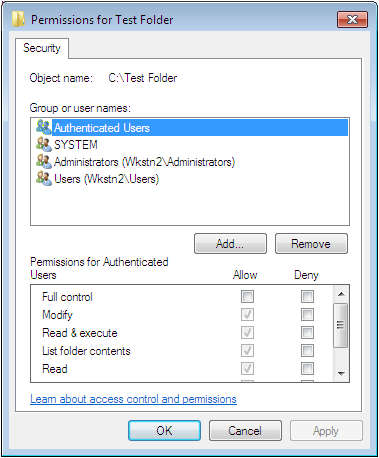 Permissions for Test Folder
Security
Object name: C:\Test Folder
Group or user names:
Authenticated Users
SYSTEM
Administrators (Wkstn2\Administrators)
Users (Wkstn2\Users)
Add... Remove
Permissions for Authenticated
Users Allow Deny
Full control
Modify
Read & execute
List folder contents
Read
Learn about access control and permissions
OK Cancel Apply